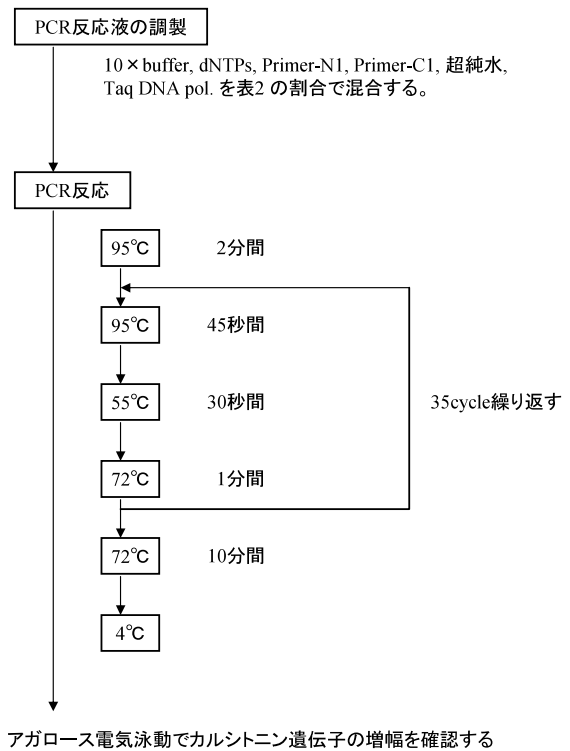 PCR反応液の調製
10×buffer, dNTPs, Primer-N1, Primer-C1, 超純水,
Taq DNA pol. を表2 の割合で混合する。
PCR反応
95℃ 2分間
95℃ 45秒間
55℃ 30秒間
35cycle繰り返す
72℃ 1分間
72℃ 10分間
4℃
アガロース電気泳動でカルシトニン遺伝子の増幅を確認する